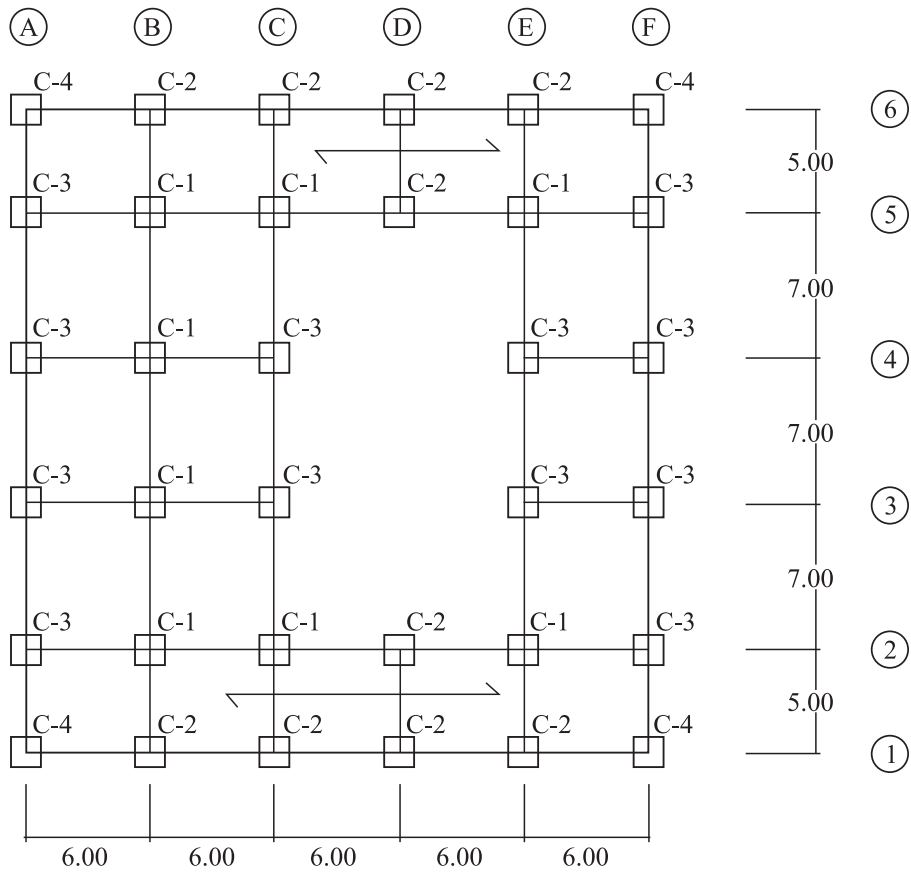 A B C D E F
C-4 C-2 C-2 C-2 C-2 C-4
6
5.00
C-3 C-1 C-1 C-2 C-1 C-3
5
7.00
C-3 C-1 C-3 C-3 C-3
4
7.00
C-3 C-1 C-3 C-3 C-3
3
7.00
C-3 C-1 C-1 C-2 C-1 C-3
2
5.00
C-4 C-2 C-2 C-2 C-2 C-4
1
6.00 6.00 6.00 6.00 6.00